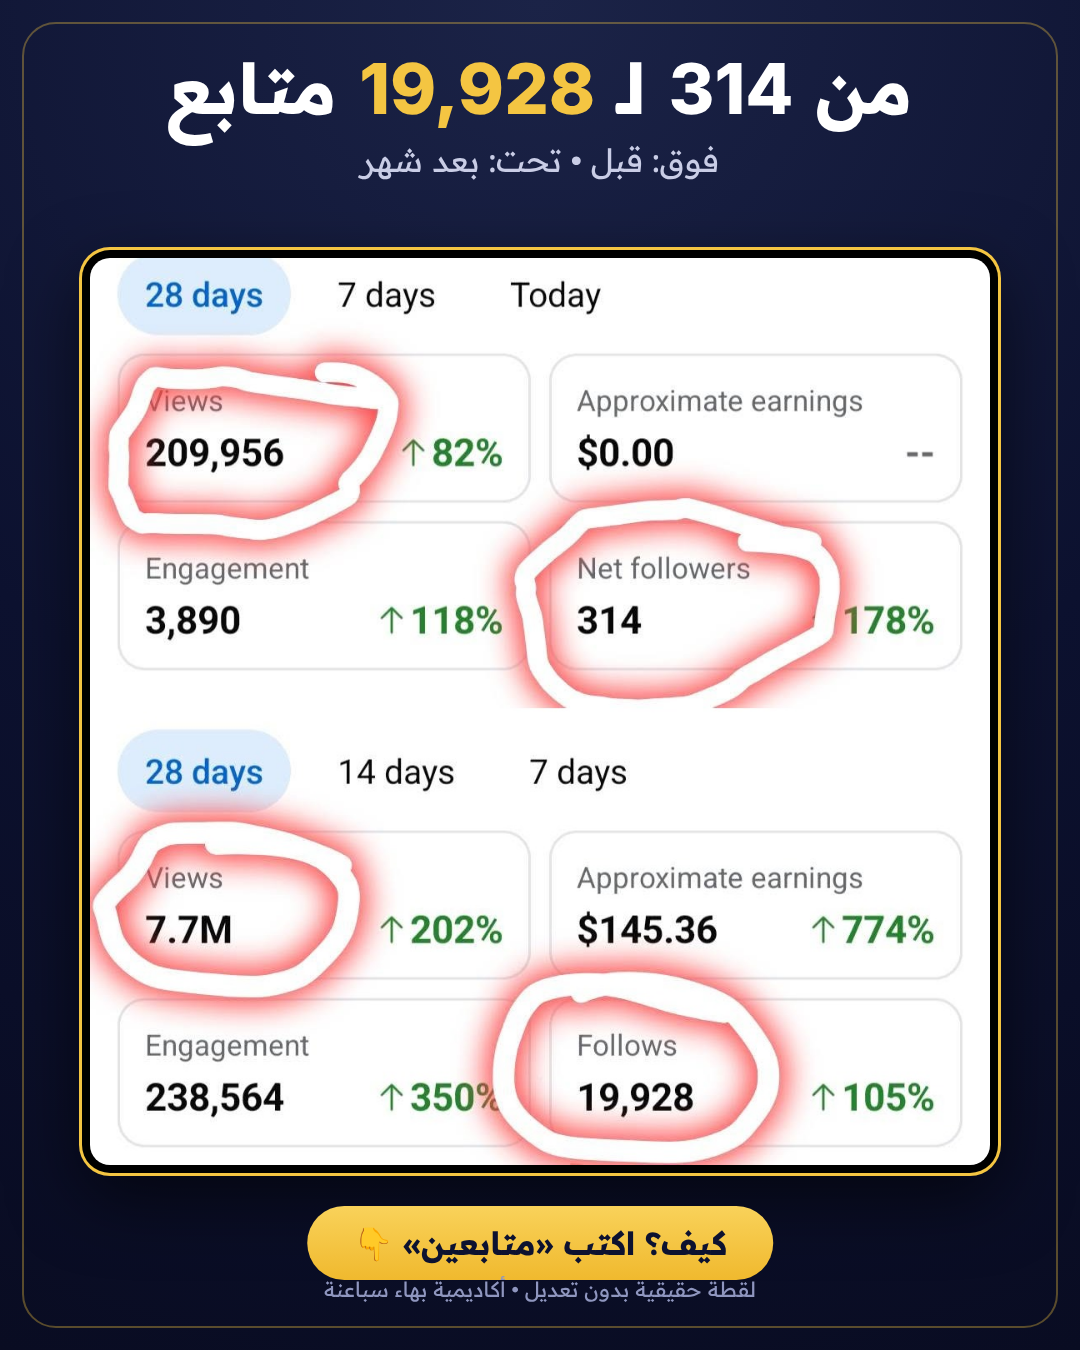 من 314 لـ 19,928 متابع
فوق: قبل • تحت: بعد شهر
28 days 7 days Today
Views Approximate earnings
209,956 ↑82% $0.00 --
Engagement Net followers
3,890 ↑118% 314 178%
28 days 14 days 7 days
Views Approximate earnings
7.7M ↑202% $145.36 ↑774%
Engagement Follows
238,564 ↑350% 19,928 ↑105%
كيف؟ اكتب «متابعين» 👇
لقطة حقيقية بدون تعديل • أكاديمية بهاء سباعنة